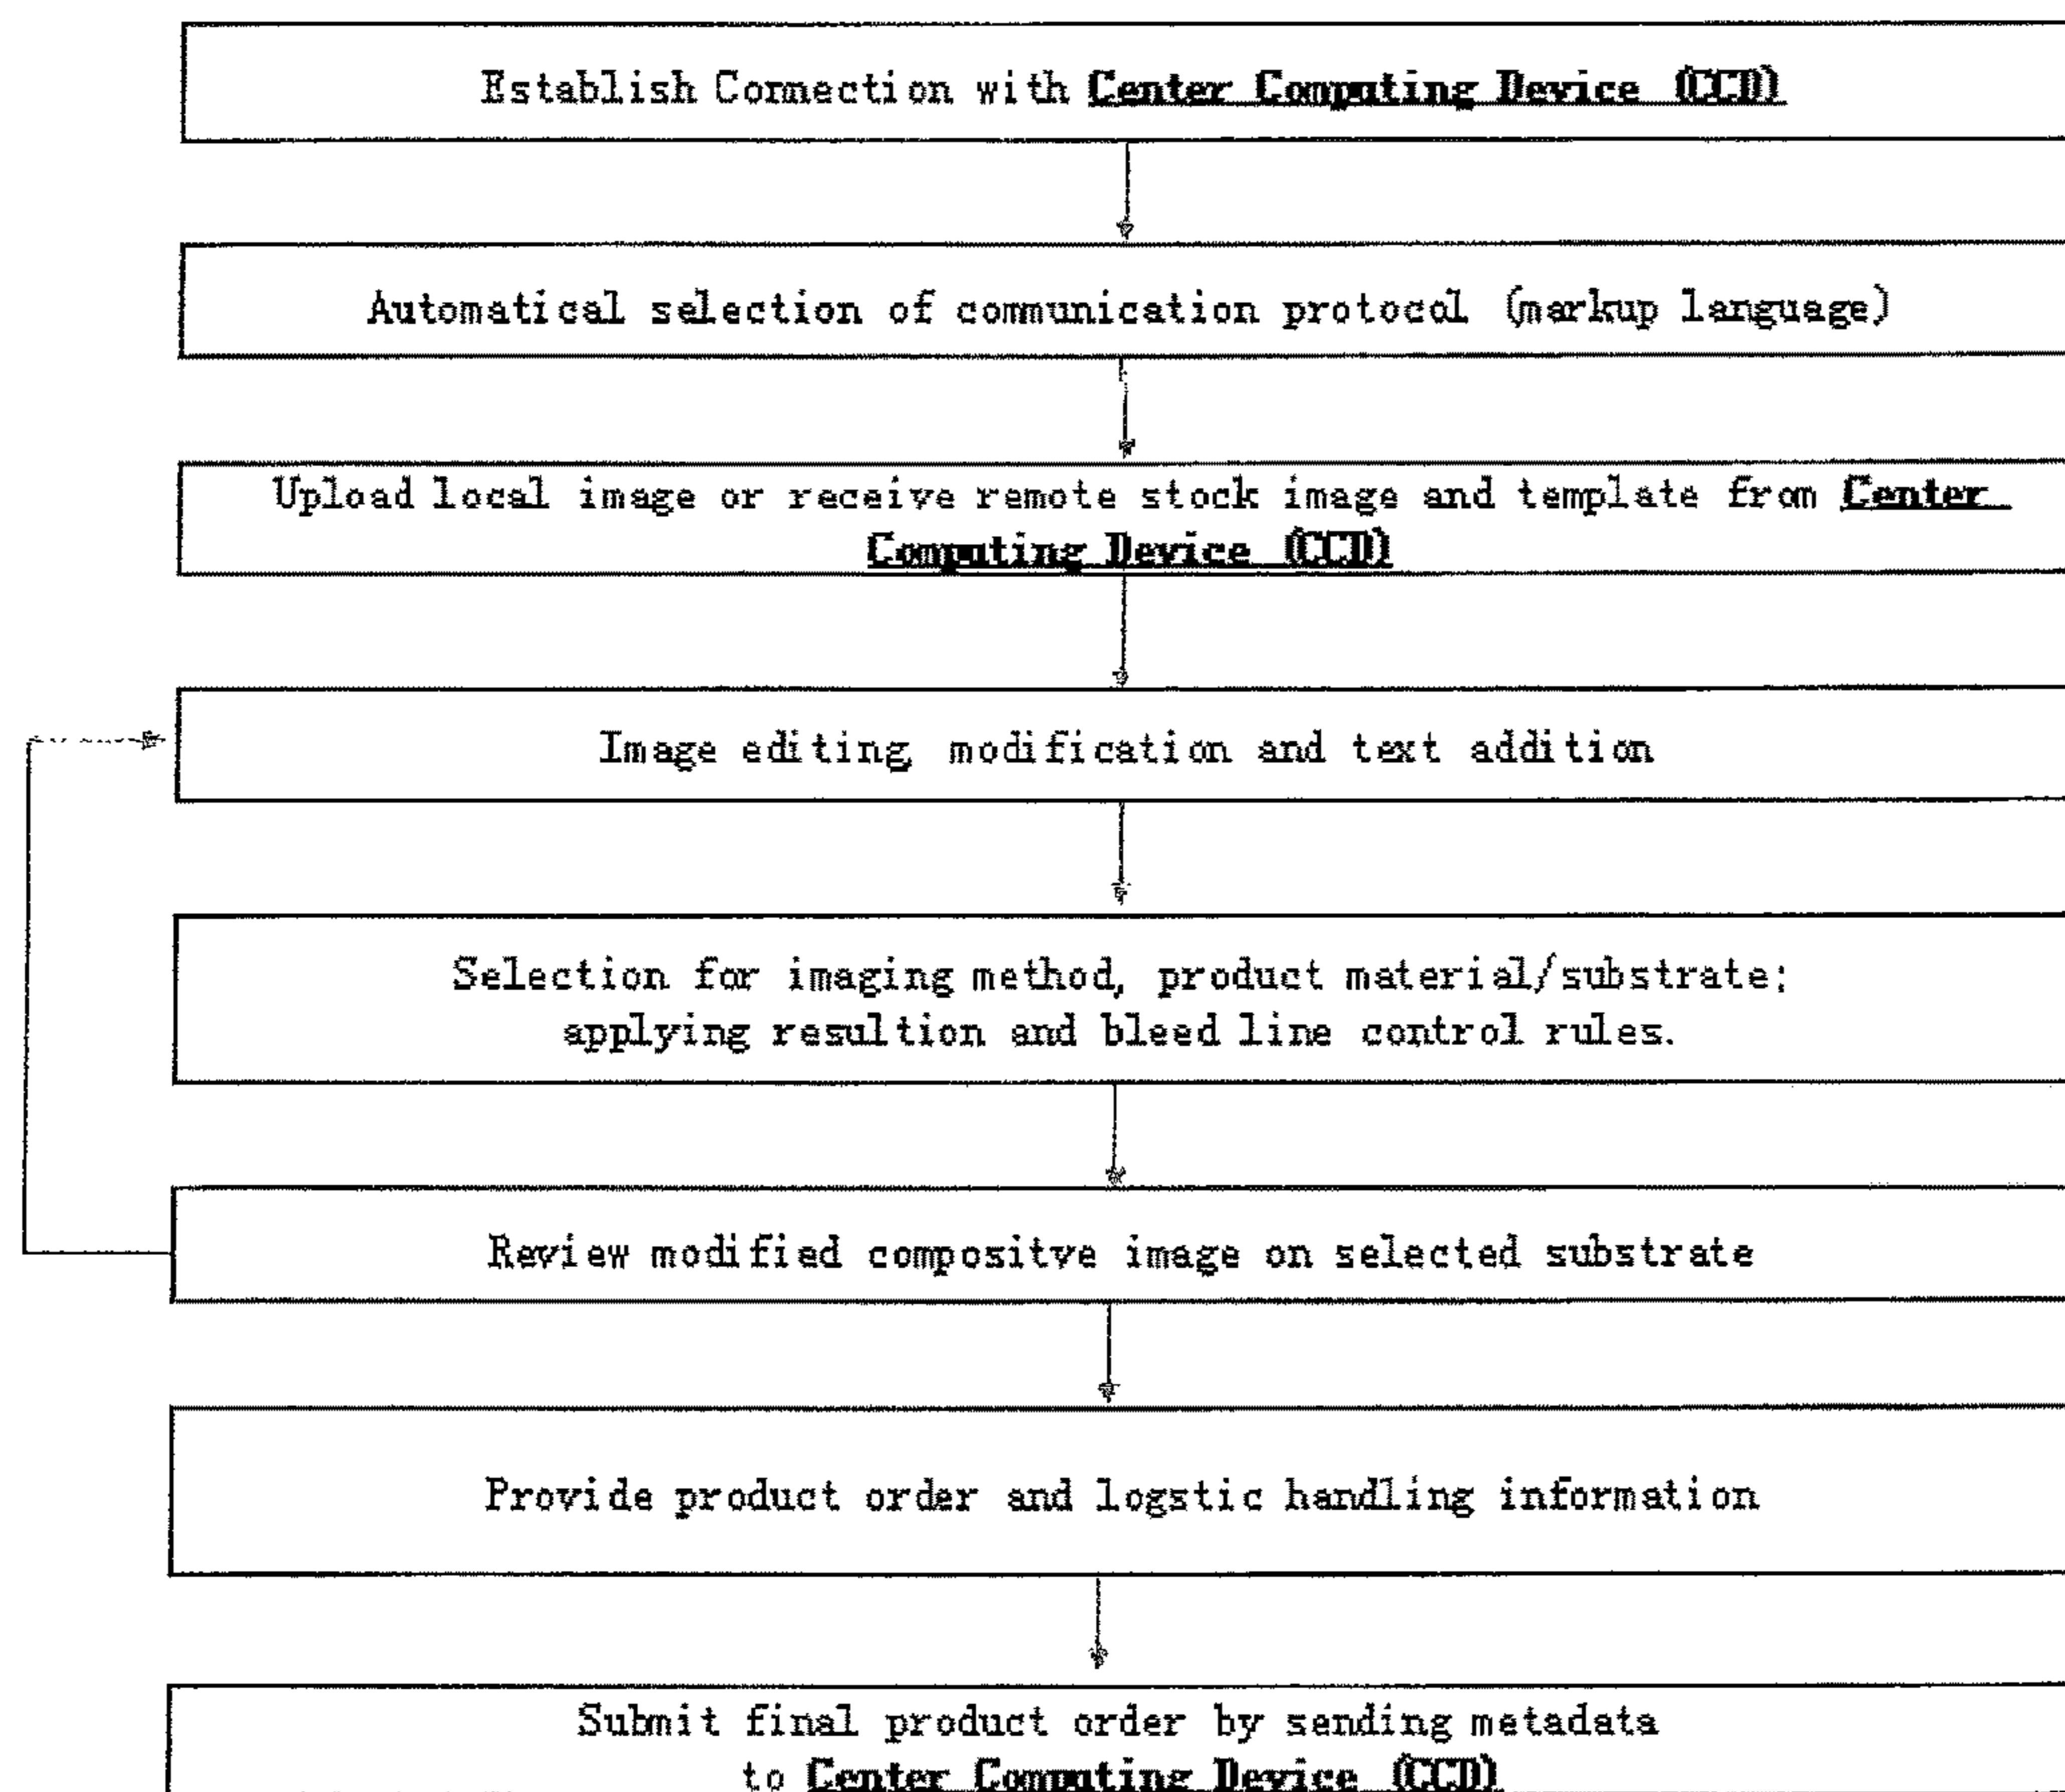 Establish Connection with Center Computing Device (CCD)
Automatical selection of communication protocol (markup language)
Upload local image or receive remote stock image and template from Center
Computing Device (CCD)
Image editing, modification and text addition
Selection for imaging method, product material/substrate;
applying resultion and bleed line control rules.
Review modified compositve image on selected substrate
Provide product order and logstic handling information
Submit final product order by sending metadata
to Center Computing Device (CCD)